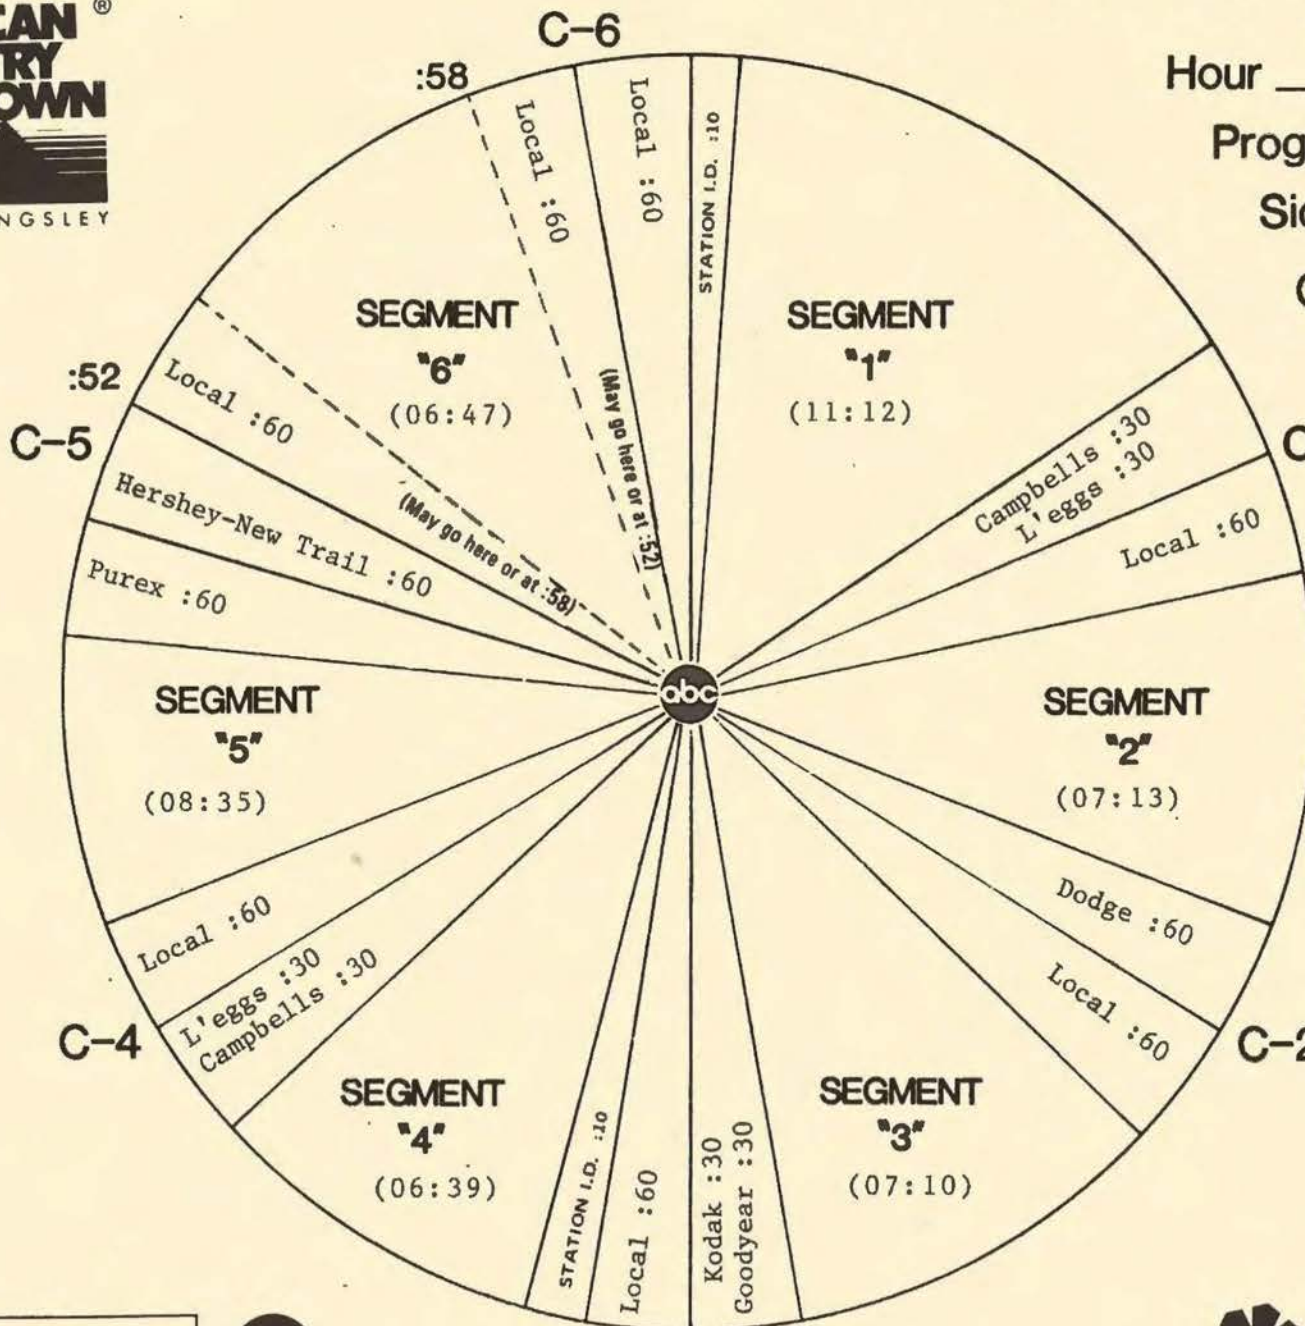 ®
C-6
:58
Hour
Local :60
Local :60
STATION I.D. :10
SEGMENT
"6"
(06:47)
SEGMENT
"1"
(11:12)
(May go here or at :52)
:52
C-5
Local :60
(May go here or at :58)
Hershey-New Trail :60
Purex :60
Campbells :30
L'eggs :30
Local :60
abc
SEGMENT
"5"
(08:35)
SEGMENT
"2"
(07:13)
Local :60
L'eggs :30
Campbells :30
C-4
Dodge :60
Local :60
C-2
SEGMENT
"4"
(06:39)
STATION I.D. :10
Local :60
Kodak :30
Goodyear :30
SEGMENT
"3"
(07:10)